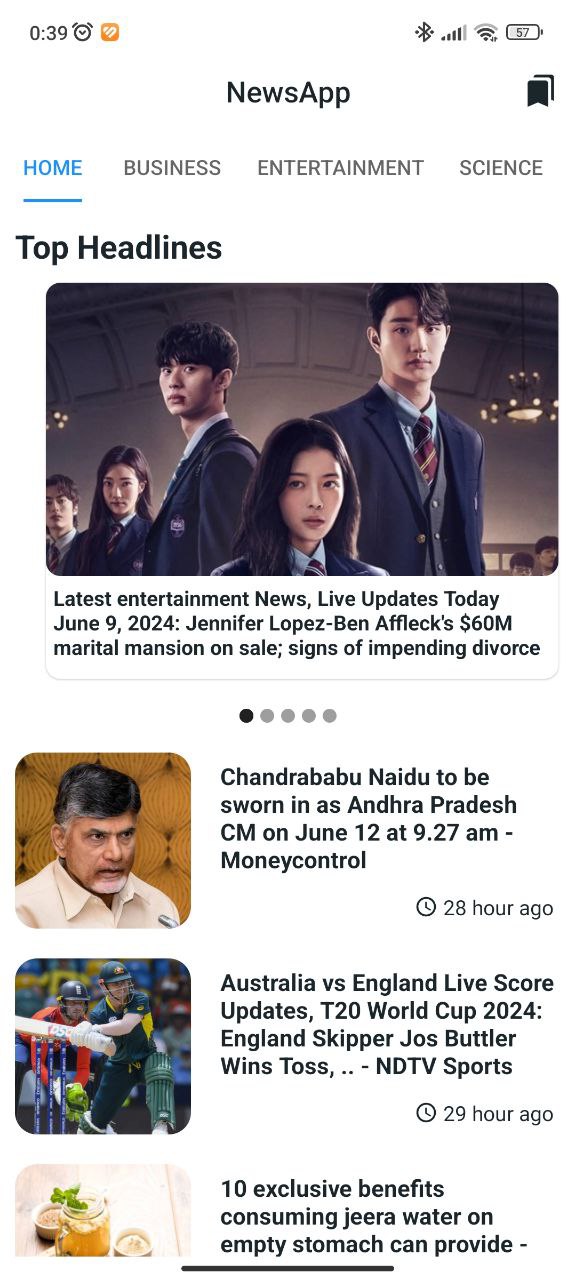 0:39
57
NewsApp
HOME BUSINESS ENTERTAINMENT SCIENCE
Top Headlines
Latest entertainment News, Live Updates Today
June 9, 2024: Jennifer Lopez-Ben Affleck's $60M
marital mansion on sale; signs of impending divorce
Chandrababu Naidu to be
sworn in as Andhra Pradesh
CM on June 12 at 9.27 am -
Moneycontrol
28 hour ago
Australia vs England Live Score
Updates, T20 World Cup 2024:
England Skipper Jos Buttler
Wins Toss, .. - NDTV Sports
29 hour ago
10 exclusive benefits
consuming jeera water on
empty stomach can provide -